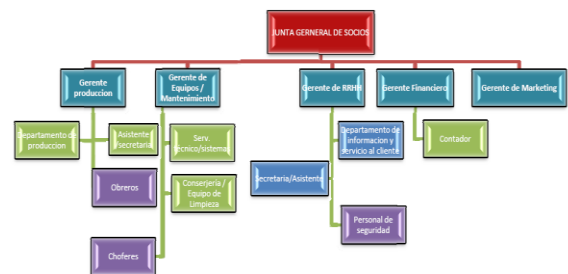 JUNTA GERNERAL DE SOCIOS
Gerente
produccion
Gerente de
Equipos /
Mantenimiento
Gerente de RRHH
Gerente Financiero
Gerente de Marketing
Departamento de
produccion
Asistente
/secretaria
Serv.
Técnico/sistemas
Departamento de
informacion y
servicio al cliente
Contador
Obreros
Conserjería /
Equipo de
Limpieza
Secretaria/Asistente
Personal de
seguridad
Choferes